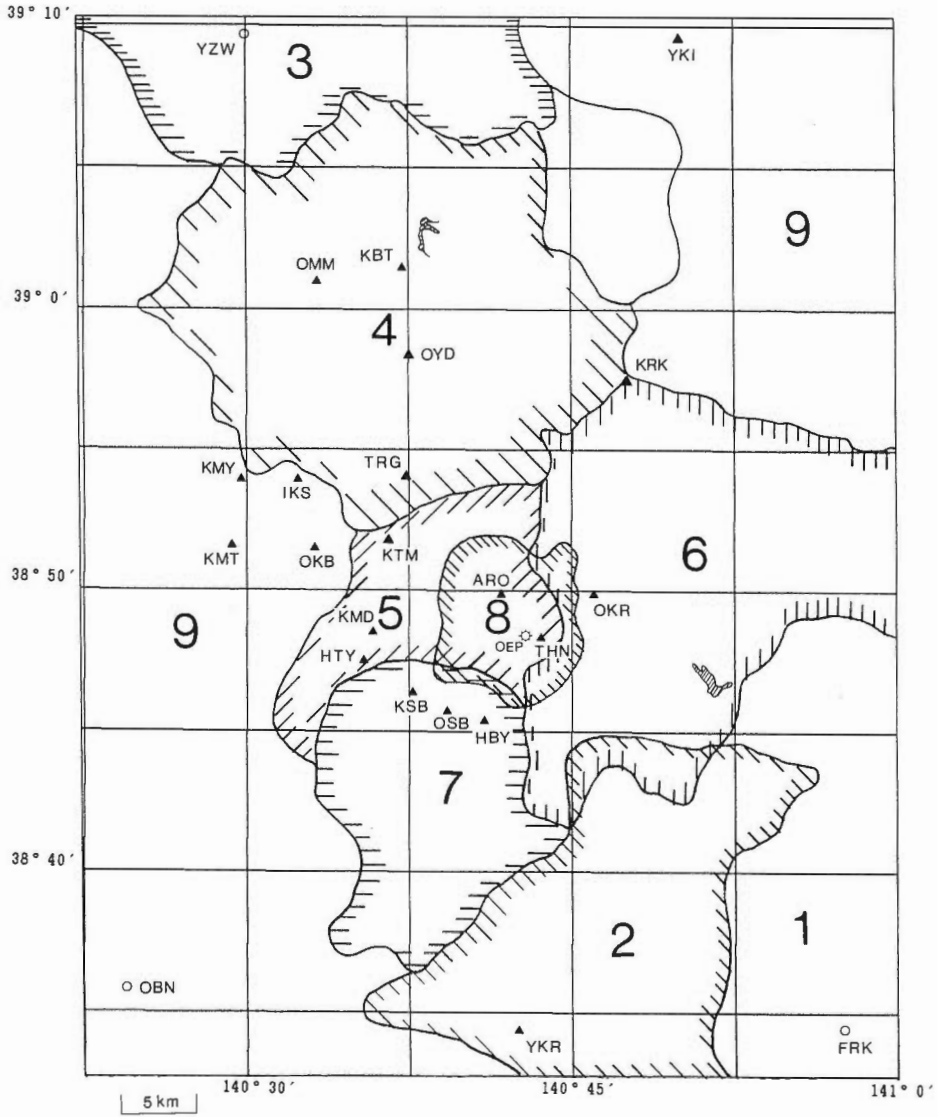 39° 10′
YZW
3
YKI
9
OMM
KBT
39° 0′
4
OYD
KRK
KMY
IKS
TRG
KMT
OKB
KTM
6
38° 50′
ARO
OKR
9
KMD
5
8
OEP
THN
HTY
KSB
OSB
HBY
7
38° 40′
2
1
OBN
YKR
FRK
140° 30′
140° 45′
141° 0′
5 km